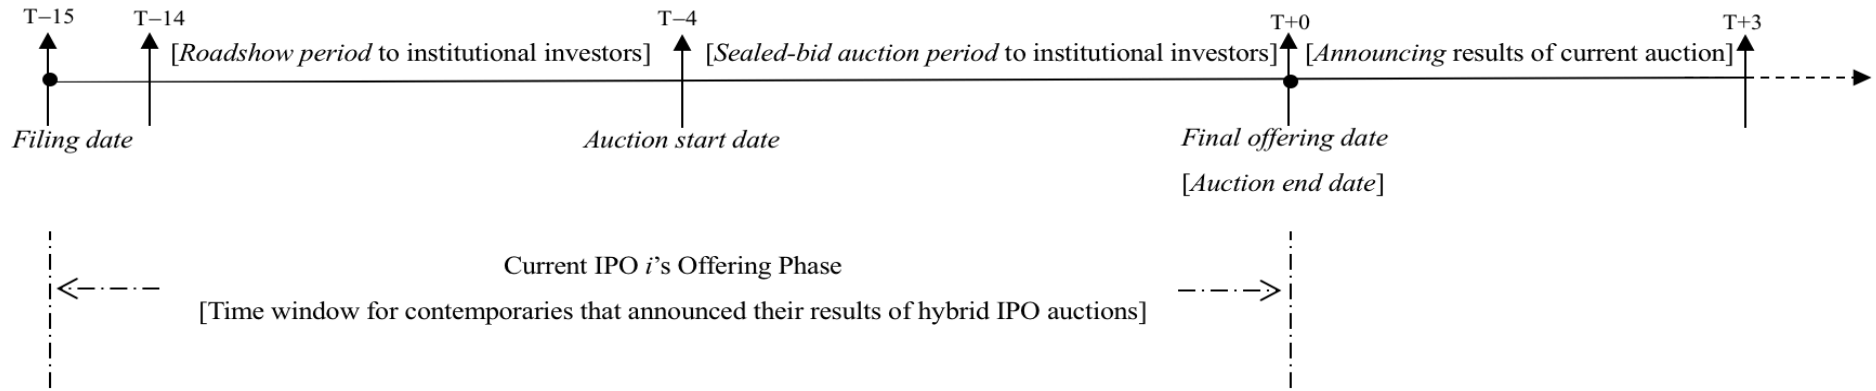 T–15 T–14 T–4 T+0 T+3
[Roadshow period to institutional investors] [Sealed-bid auction period to institutional investors] [Announcing results of current auction]
Filing date Auction start date Final offering date
[Auction end date]
Current IPO i’s Offering Phase
[Time window for contemporaries that announced their results of hybrid IPO auctions]